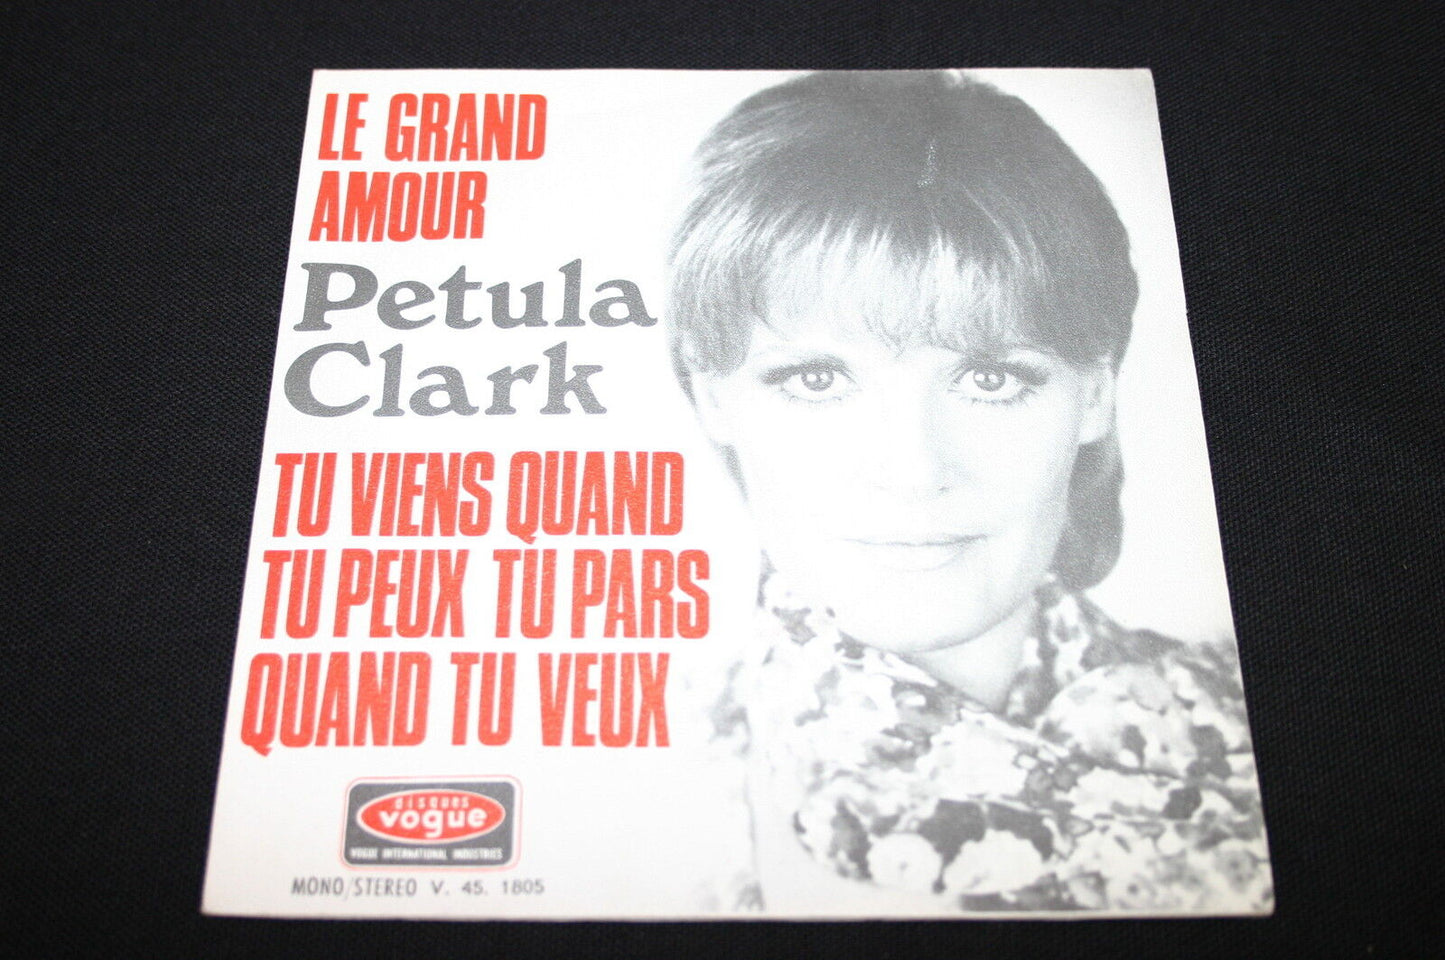 LE GRAND
AMOUR
Petula
Clark
TU VIENS QUAND
TU PEUX TU PARS
QUAND TU VEUX
disques
vogue
VOGUE INTERNATIONAL INDUSTRIES
MONO/STEREO V. 45. 1805